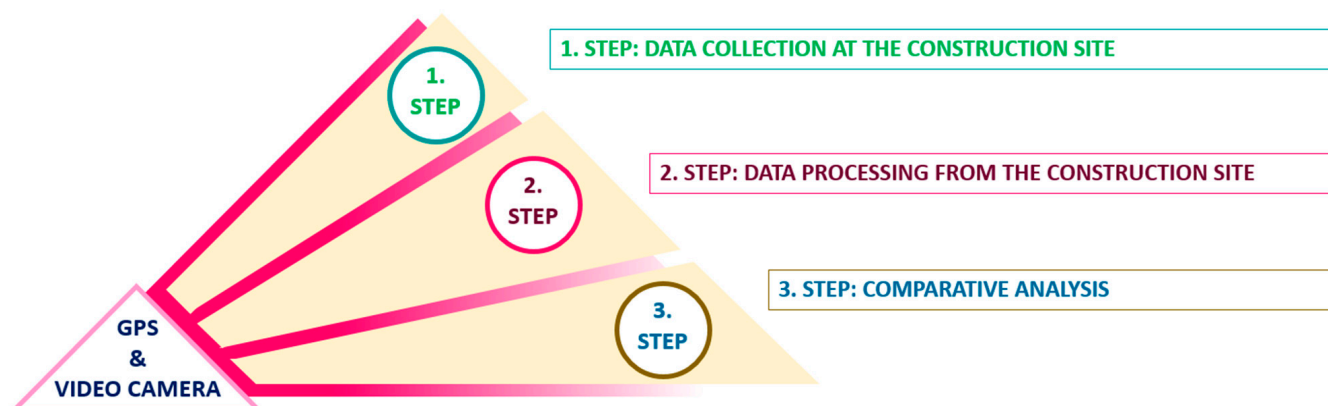 1.
STEP
1. STEP: DATA COLLECTION AT THE CONSTRUCTION SITE
2.
STEP
2. STEP: DATA PROCESSING FROM THE CONSTRUCTION SITE
3.
STEP
3. STEP: COMPARATIVE ANALYSIS
GPS
&
VIDEO CAMERA